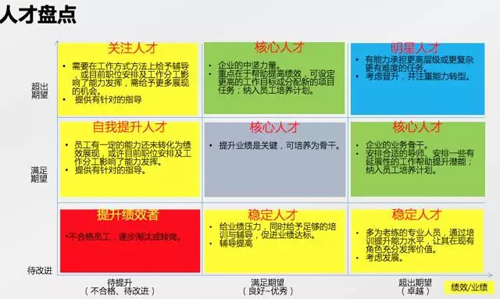 人才盘点
超出
期望
关注人才
• 需要在工作方式方法上给予辅导,
或目前职位安排及工作分工影
响了能力发挥,需给予更多展现
的机会。
• 提供有针对的指导
核心人才
• 企业的中坚力量。
• 重点在于帮助提高绩效,可设定
更高的工作目标或分配新的项目
任务;纳入员工培养计划。
明星人才
• 有能力承担更高层级或更复杂
更有难度的任务。
• 考虑晋升,并注重能力转型。
满足
期望
自我提升人才
• 员工有一定的能力还未转化为绩
效展现,或许目前职位安排及工
作分工影响了能力发挥。
• 提供有针对的指导。
核心人才
• 提升业绩是关键,可培养为骨干。
核心人才
• 企业的业务骨干。
• 安排合适的导师、安排一些有
延展性的工作帮助提升潜能;
纳入员工培养计划。
待改进
提升绩效者
•不合格员工,逐步淘汰或转岗。
稳定人才
• 给业绩压力,同时给予足够的培
训与辅导,促进业绩达标。
• 辅导提高
稳定人才
• 多为老练的专业人员,通过培
训提升能力水平,让其在现有
角色充分发挥价值。
• 考虑发展。
待提升
(不合格、待改进)
满足期望
(良好~优秀)
超出期望
(卓越)
绩效/业绩